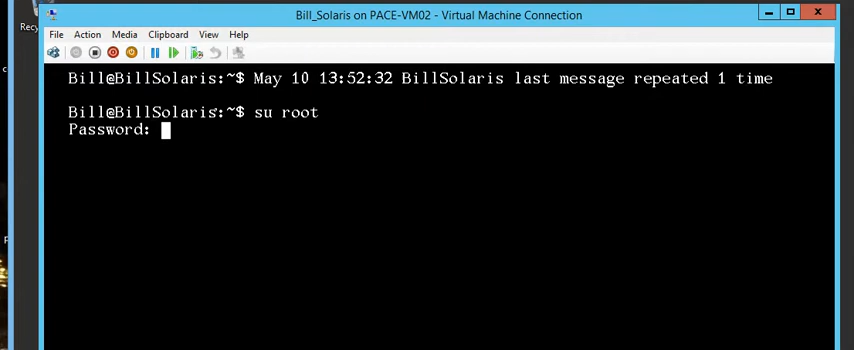 Recy
Bill_Solaris on PACE-VM02 - Virtual Machine Connection
File Action Media Clipboard View Help
Bill@BillSolaris:~$ May 10 13:52:32 BillSolaris last message repeated 1 time
Bill@BillSolaris:~$ su root
Password: